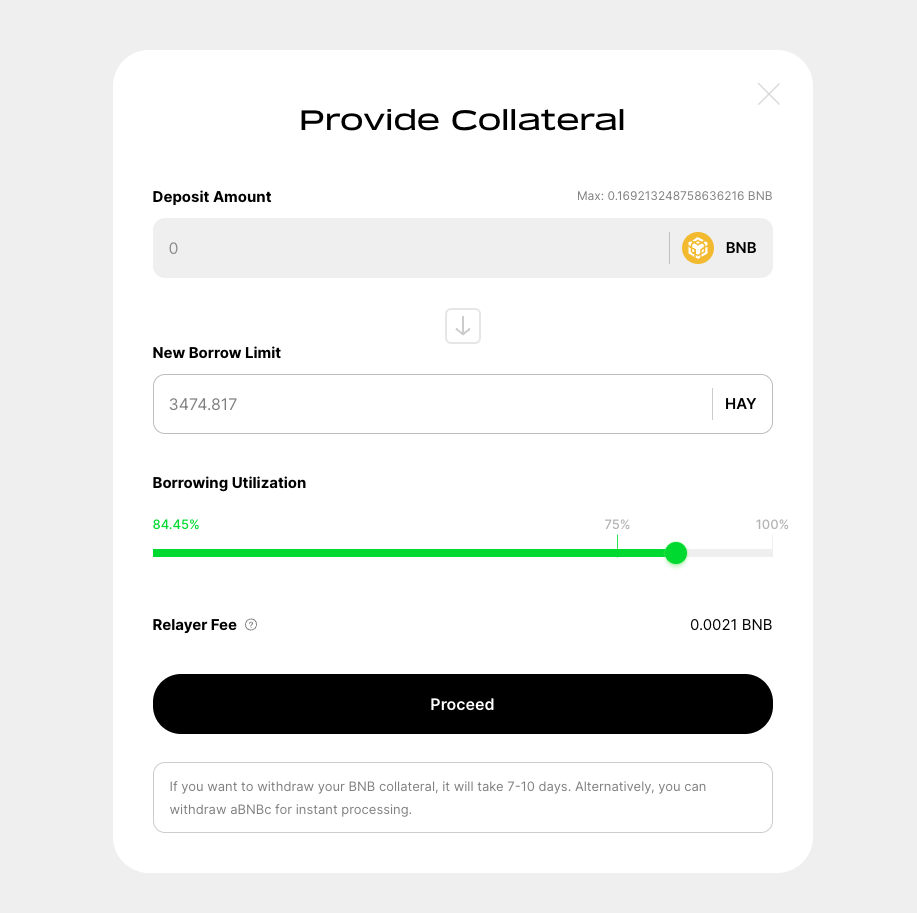 Provide Collateral
Deposit Amount
Max: 0.169213248758636216 BNB
0
BNB
New Borrow Limit
3474.817
HAY
Borrowing Utilization
84.45%
75%
100%
Relayer Fee
0.0021 BNB
Proceed
If you want to withdraw your BNB collateral, it will take 7-10 days. Alternatively, you can
withdraw aBNBc for instant processing.